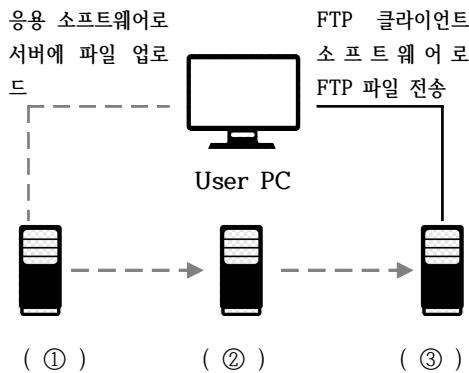 응용 소프트웨어로
서버에 파일 업로
드
FTP 클라이언트
소프트웨어로
FTP 파일 전송
User PC
( ① )
( ② )
( ③ )